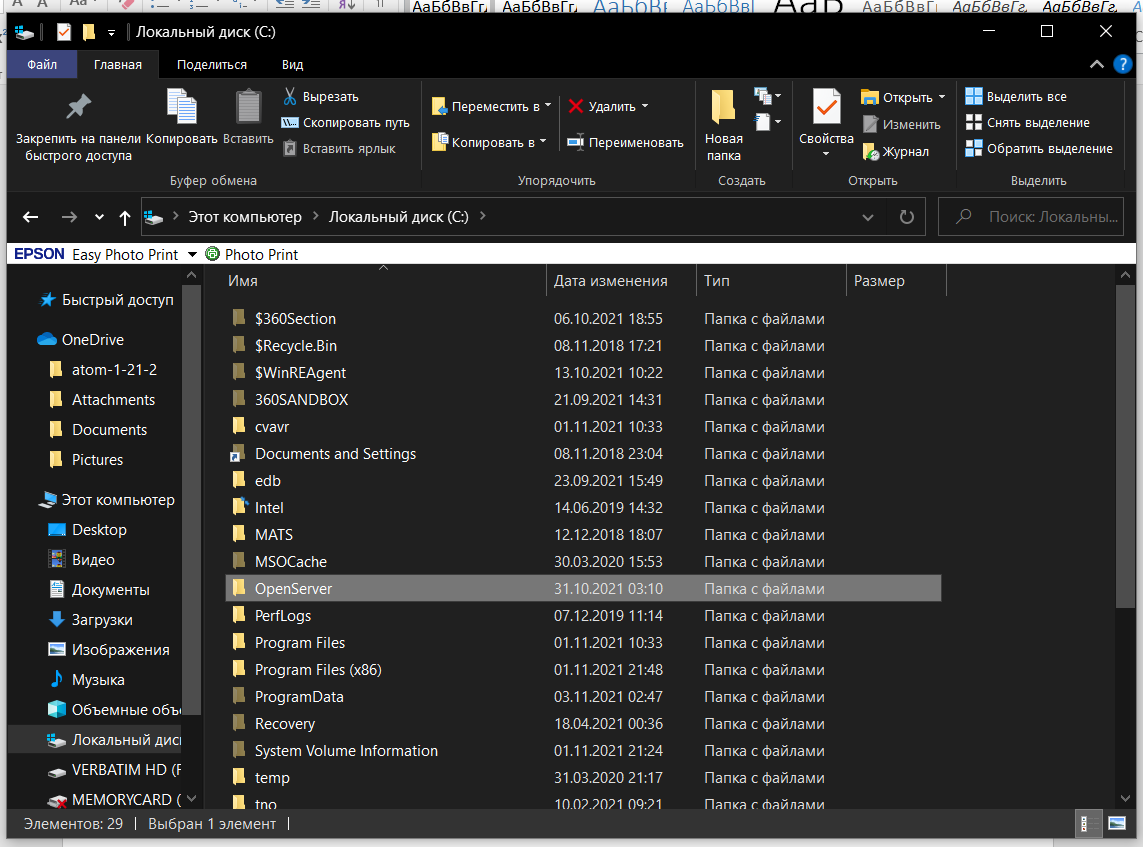 АаБбВвГг, АаБбВвГг, АаБбВ АаБбВвІ АаБбВвГг АаБбВвГг, АаБбВвГг,
Локальный диск (C:)
Файл Главная Поделиться Вид
Закрепить на панели быстрого доступа
Копировать
Вставить
Вырезать
Скопировать путь
Вставить ярлык
Буфер обмена
Переместить в
Копировать в
Удалить
Переименовать
Упорядочить
Новая папка
Создать
Свойства
Открыть
Изменить
Журнал
Открыть
Выделить все
Снять выделение
Обратить выделение
Выделить
Этот компьютер Локальный диск (C:)
Поиск: Локальны...
EPSON Easy Photo Print Photo Print
Быстрый доступ
OneDrive
atom-1-21-2
Attachments
Documents
Pictures
Этот компьютер
Desktop
Видео
Документы
Загрузки
Изображения
Музыка
Объемные объ
Локальный дис
VERBATIM HD (F
MEMORYCARD (
Имя Дата изменения Тип Размер
$360Section 06.10.2021 18:55 Папка с файлами
$Recycle.Bin 08.11.2018 17:21 Папка с файлами
$WinREAgent 13.10.2021 10:22 Папка с файлами
360SANDBOX 21.09.2021 14:31 Папка с файлами
cvavr 01.11.2021 10:33 Папка с файлами
Documents and Settings 08.11.2018 23:04 Папка с файлами
edb 23.09.2021 15:49 Папка с файлами
Intel 14.06.2019 14:32 Папка с файлами
MATS 12.12.2018 18:07 Папка с файлами
MSOCache 30.03.2020 15:53 Папка с файлами
OpenServer 31.10.2021 03:10 Папка с файлами
PerfLogs 07.12.2019 11:14 Папка с файлами
Program Files 01.11.2021 10:33 Папка с файлами
Program Files (x86) 01.11.2021 21:48 Папка с файлами
ProgramData 03.11.2021 02:47 Папка с файлами
Recovery 18.04.2021 00:36 Папка с файлами
System Volume Information 01.11.2021 21:24 Папка с файлами
temp 31.03.2020 21:17 Папка с файлами
tno 10.02.2021 09:21 Папка с файлами
Элементов: 29 Выбран 1 элемент